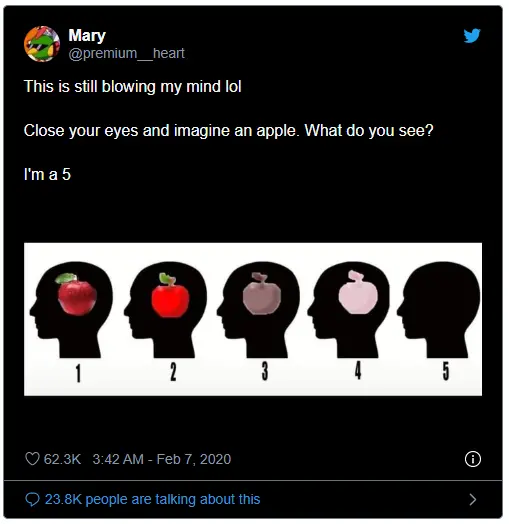 Mary
@premium__heart
This is still blowing my mind lol
Close your eyes and imagine an apple. What do you see?
I'm a 5
1 2 3 4 5
62.3K 3:42 AM - Feb 7, 2020
23.8K people are talking about this